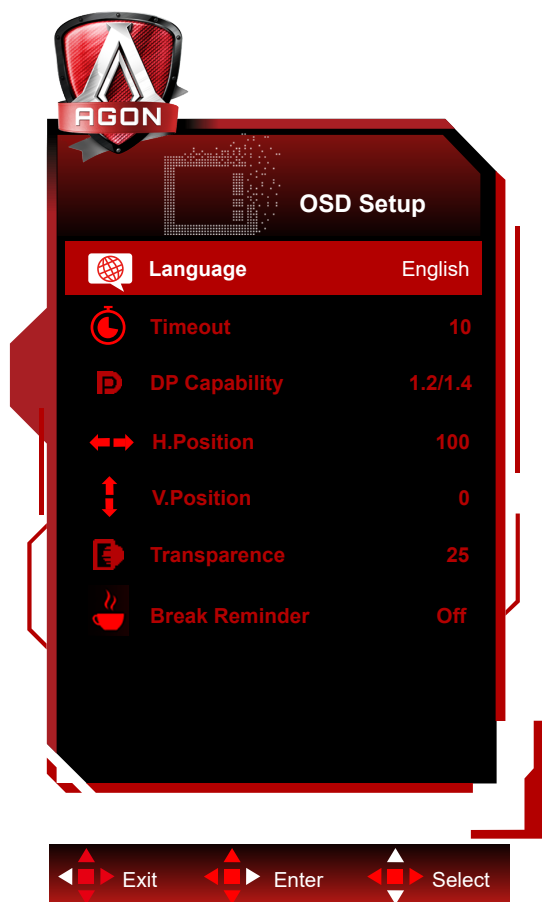 AGON
OSD Setup
Language English
Timeout 10
DP Capability 1.2/1.4
H.Position 100
V.Position 0
Transparence 25
Break Reminder Off
Exit Enter Select